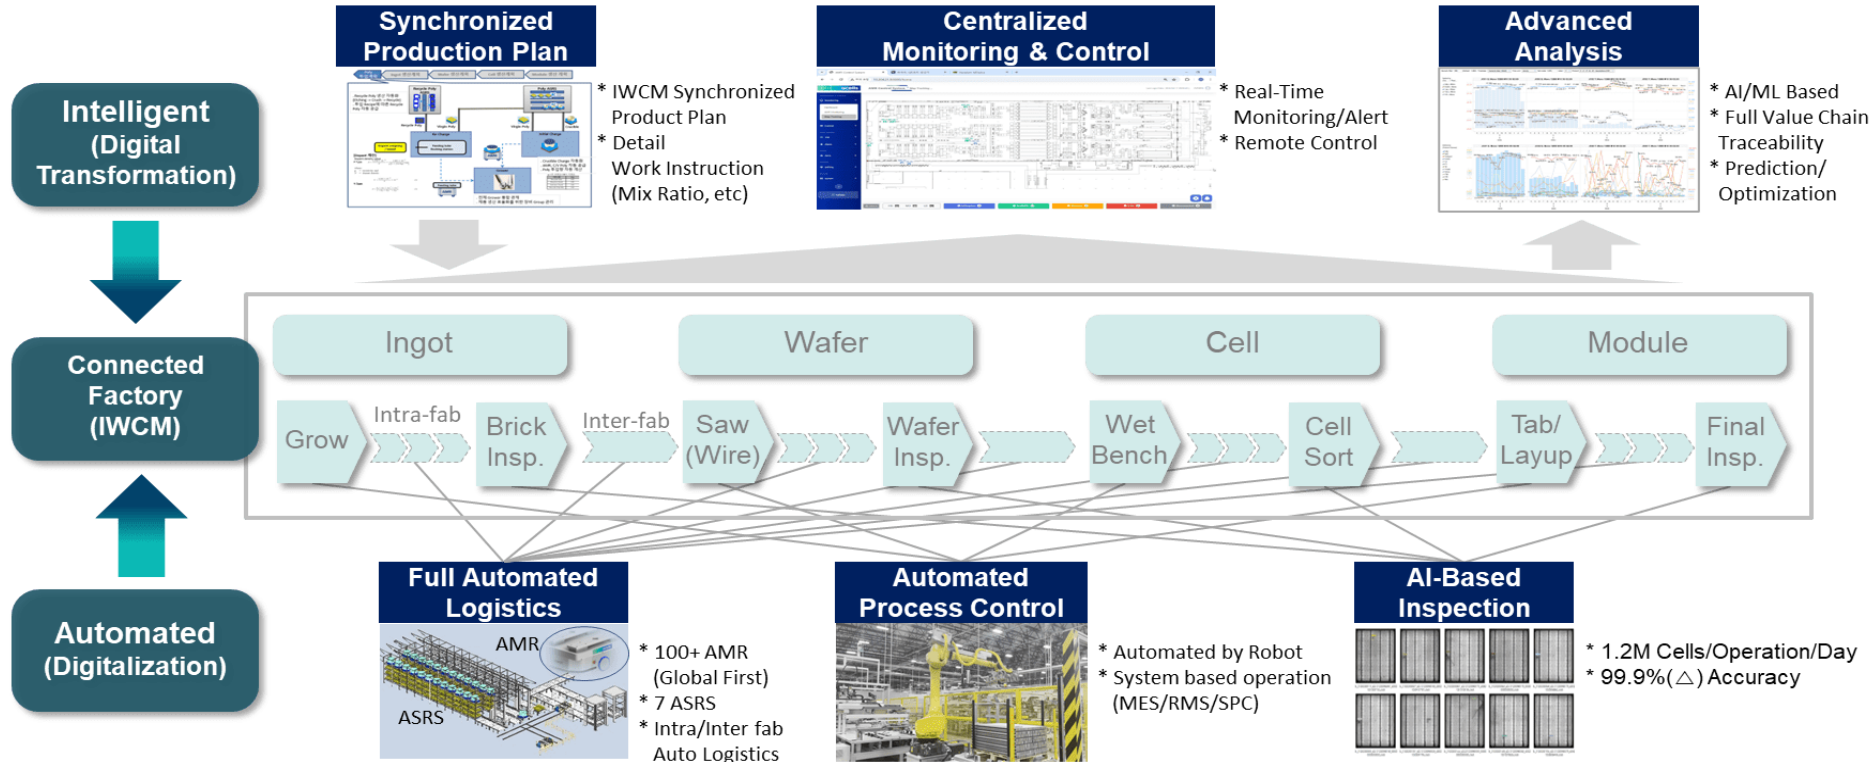 Synchronized
Production Plan
Centralized
Monitoring & Control
Advanced
Analysis
Intelligent
(Digital
Transformation)
* IWCM Synchronized
Product Plan
* Detail
Work Instruction
(Mix Ratio, etc)
* Real-Time
Monitoring/Alert
* Remote Control
* AI/ML Based
* Full Value Chain
Traceability
* Prediction/
Optimization
Connected
Factory
(IWCM)
Ingot
Wafer
Cell
Module
Grow
Intra-fab
Brick
Insp.
Inter-fab
Saw
(Wire)
Wafer
Insp.
Wet
Bench
Cell
Sort
Tab/
Layup
Final
Insp.
Automated
(Digitalization)
Full Automated
Logistics
AMR
ASRS
* 100+ AMR
(Global First)
* 7 ASRS
* Intra/Inter fab
Auto Logistics
Automated
Process Control
* Automated by Robot
* System based operation
(MES/RMS/SPC)
AI-Based
Inspection
* 1.2M Cells/Operation/Day
* 99.9%(△) Accuracy